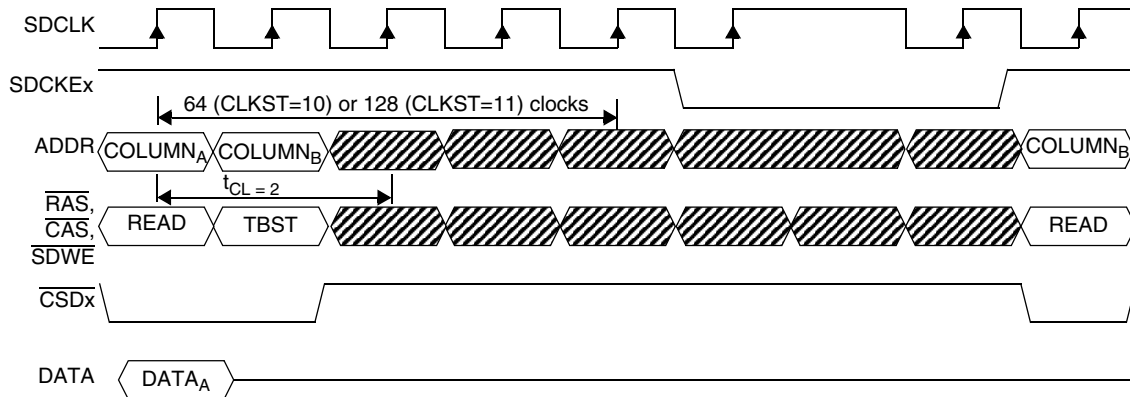 SDCLK
SDCKEx
64 (CLKST=10) or 128 (CLKST=11) clocks
ADDR COLUMNA COLUMNB COLUMNB
tCL = 2
RAS,
CAS, READ TBST READ
SDWE
CSDx
DATA DATAA